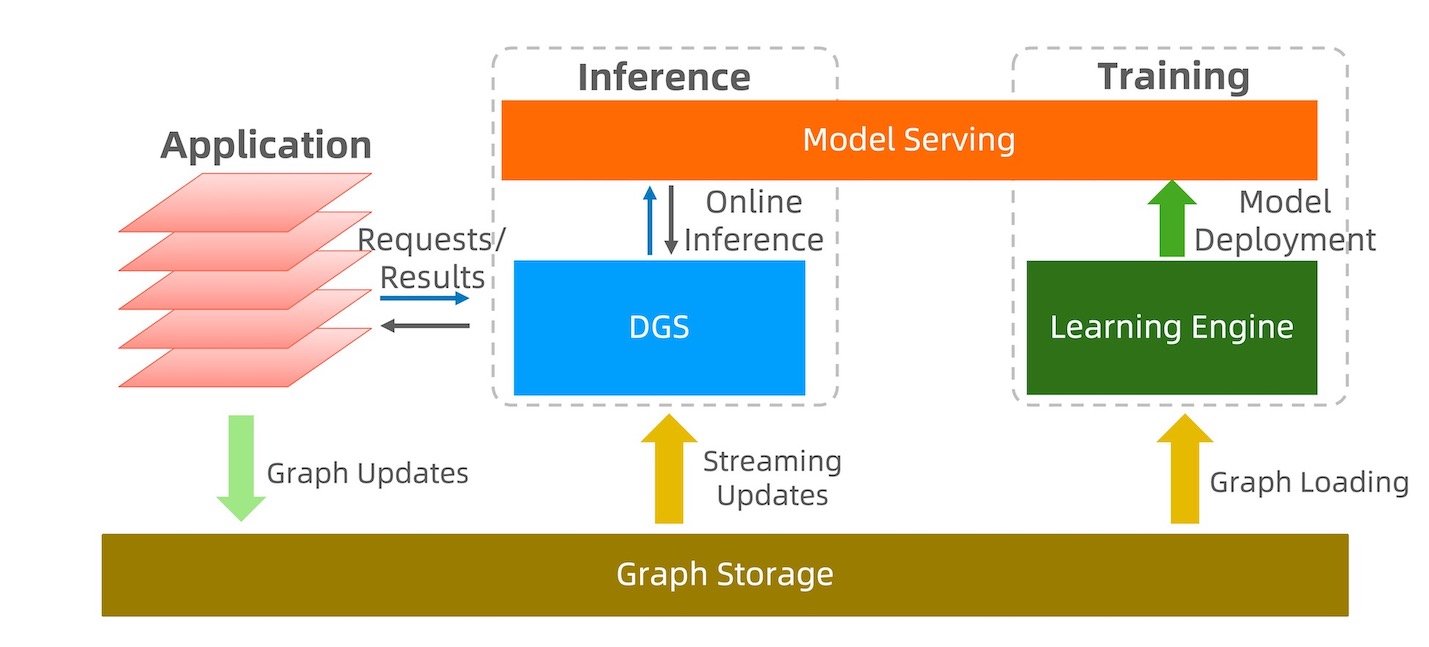 Inference
Training
Model Serving
Application
Online
Inference
Model
Deployment
Requests/
Results
DGS
Learning Engine
Graph Updates
Streaming
Updates
Graph Loading
Graph Storage